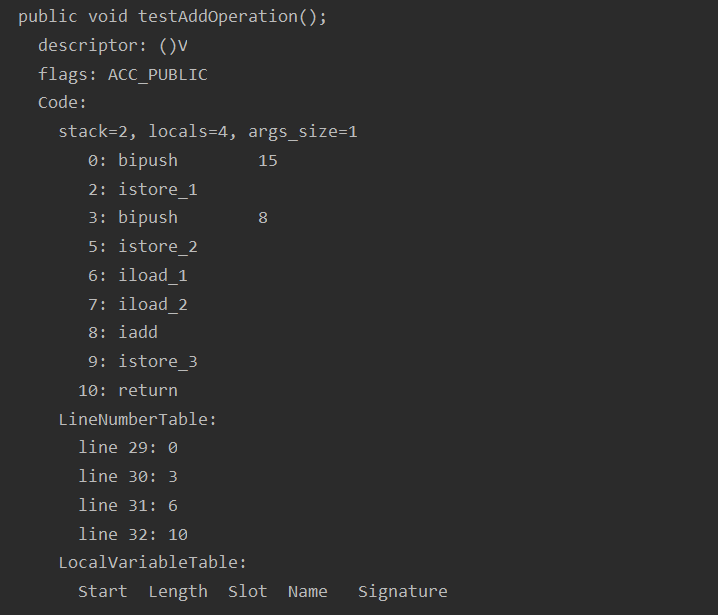 public void testAddOperation();
  descriptor: ()V
  flags: ACC_PUBLIC
  Code:
    stack=2, locals=4, args_size=1
       0: bipush        15
       2: istore_1
       3: bipush        8
       5: istore_2
       6: iload_1
       7: iload_2
       8: iadd
       9: istore_3
      10: return
    LineNumberTable:
      line 29: 0
      line 30: 3
      line 31: 6
      line 32: 10
    LocalVariableTable:
      Start  Length  Slot  Name   Signature